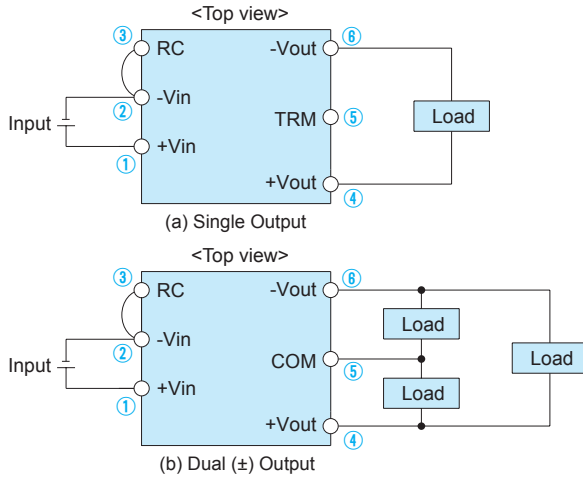 <Top view>
③ RC
-Vout ⑥
② -Vin
Input
TRM ⑤
Load
① +Vin
+Vout ④
(a) Single Output
<Top view>
③ RC
-Vout ⑥
Load
② -Vin
Input
COM ⑤
Load
① +Vin
Load
+Vout ④
(b) Dual (±) Output